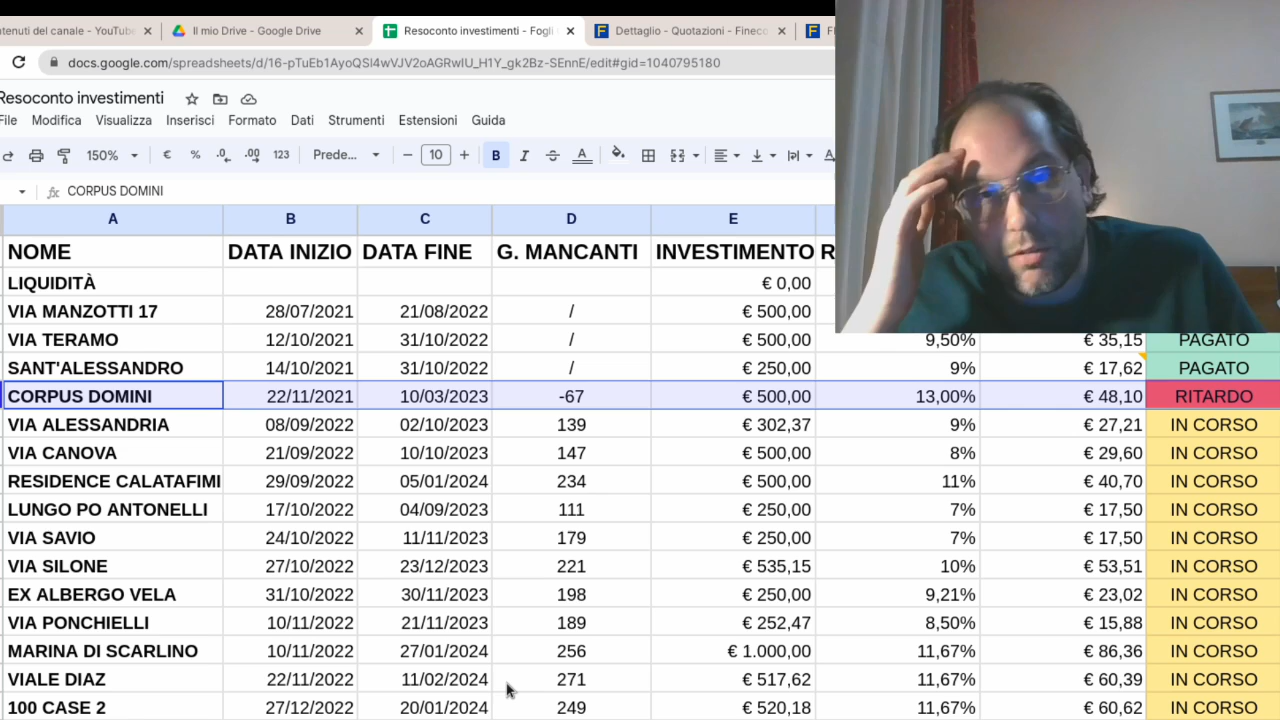 tenuti del canale - YouTub
Il mio Drive - Google Drive
Resoconto investimenti - Fogli
Dettaglio - Quotazioni - Fineco
docs.google.com/spreadsheets/d/16-pTuEb1AyoQSI4wVJV2oAGRwIU_H1Y_gk2Bz-SEnnE/edit#gid=1040795180
Resoconto investimenti
File Modifica Visualizza Inserisci Formato Dati Strumenti Estensioni Guida
150% € % .0 .00 123 Prede... − 10 + B I A
fx CORPUS DOMINI
A B C D E
NOME DATA INIZIO DATA FINE G. MANCANTI INVESTIMENTO R
LIQUIDITÀ € 0,00
VIA MANZOTTI 17 28/07/2021 21/08/2022 / € 500,00
VIA TERAMO 12/10/2021 31/10/2022 / € 500,00 9,50% € 35,15 PAGATO
SANT'ALESSANDRO 14/10/2021 31/10/2022 / € 250,00 9% € 17,62 PAGATO
CORPUS DOMINI 22/11/2021 10/03/2023 -67 € 500,00 13,00% € 48,10 RITARDO
VIA ALESSANDRIA 08/09/2022 02/10/2023 139 € 302,37 9% € 27,21 IN CORSO
VIA CANOVA 21/09/2022 10/10/2023 147 € 500,00 8% € 29,60 IN CORSO
RESIDENCE CALATAFIMI 29/09/2022 05/01/2024 234 € 500,00 11% € 40,70 IN CORSO
LUNGO PO ANTONELLI 17/10/2022 04/09/2023 111 € 250,00 7% € 17,50 IN CORSO
VIA SAVIO 24/10/2022 11/11/2023 179 € 250,00 7% € 17,50 IN CORSO
VIA SILONE 27/10/2022 23/12/2023 221 € 535,15 10% € 53,51 IN CORSO
EX ALBERGO VELA 31/10/2022 30/11/2023 198 € 250,00 9,21% € 23,02 IN CORSO
VIA PONCHIELLI 10/11/2022 21/11/2023 189 € 252,47 8,50% € 15,88 IN CORSO
MARINA DI SCARLINO 10/11/2022 27/01/2024 256 € 1.000,00 11,67% € 86,36 IN CORSO
VIALE DIAZ 22/11/2022 11/02/2024 271 € 517,62 11,67% € 60,39 IN CORSO
100 CASE 2 27/12/2022 20/01/2024 249 € 520,18 11,67% € 60,62 IN CORSO